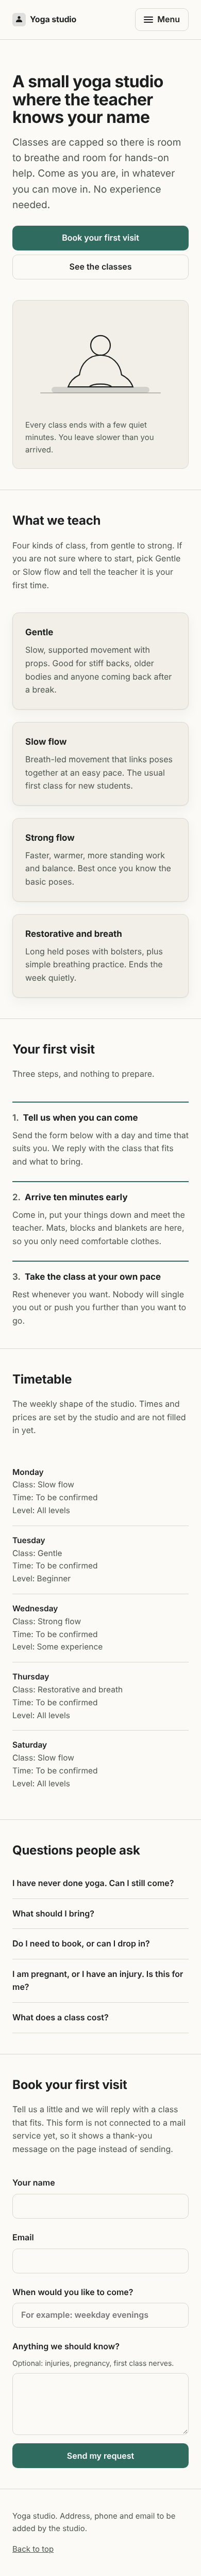 Yoga studio
Menu
A small yoga studio
where the teacher
knows your name
Classes are capped so there is room
to breathe and room for hands-on
help. Come as you are, in whatever
you can move in. No experience
needed.
Book your first visit
See the classes
Every class ends with a few quiet
minutes. You leave slower than you
arrived.
What we teach
Four kinds of class, from gentle to strong. If
you are not sure where to start, pick Gentle
or Slow flow and tell the teacher it is your
first time.
Gentle
Slow, supported movement with
props. Good for stiff backs, older
bodies and anyone coming back after
a break.
Slow flow
Breath-led movement that links poses
together at an easy pace. The usual
first class for new students.
Strong flow
Faster, warmer, more standing work
and balance. Best once you know the
basic poses.
Restorative and breath
Long held poses with bolsters, plus
simple breathing practice. Ends the
week quietly.
Your first visit
Three steps, and nothing to prepare.
1. Tell us when you can come
Send the form below with a day and time that
suits you. We reply with the class that fits
and what to bring.
2. Arrive ten minutes early
Come in, put your things down and meet the
teacher. Mats, blocks and blankets are here,
so you only need comfortable clothes.
3. Take the class at your own pace
Rest whenever you want. Nobody will single
you out or push you further than you want to
go.
Timetable
The weekly shape of the studio. Times and
prices are set by the studio and are not filled
in yet.
Monday
Class: Slow flow
Time: To be confirmed
Level: All levels
Tuesday
Class: Gentle
Time: To be confirmed
Level: Beginner
Wednesday
Class: Strong flow
Time: To be confirmed
Level: Some experience
Thursday
Class: Restorative and breath
Time: To be confirmed
Level: All levels
Saturday
Class: Slow flow
Time: To be confirmed
Level: All levels
Questions people ask
I have never done yoga. Can I still come?
What should I bring?
Do I need to book, or can I drop in?
I am pregnant, or I have an injury. Is this for
me?
What does a class cost?
Book your first visit
Tell us a little and we will reply with a class
that fits. This form is not connected to a mail
service yet, so it shows a thank-you
message on the page instead of sending.
Your name
Email
When would you like to come?
For example: weekday evenings
Anything we should know?
Optional: injuries, pregnancy, first class nerves.
Send my request
Yoga studio. Address, phone and email to be
added by the studio.
Back to top